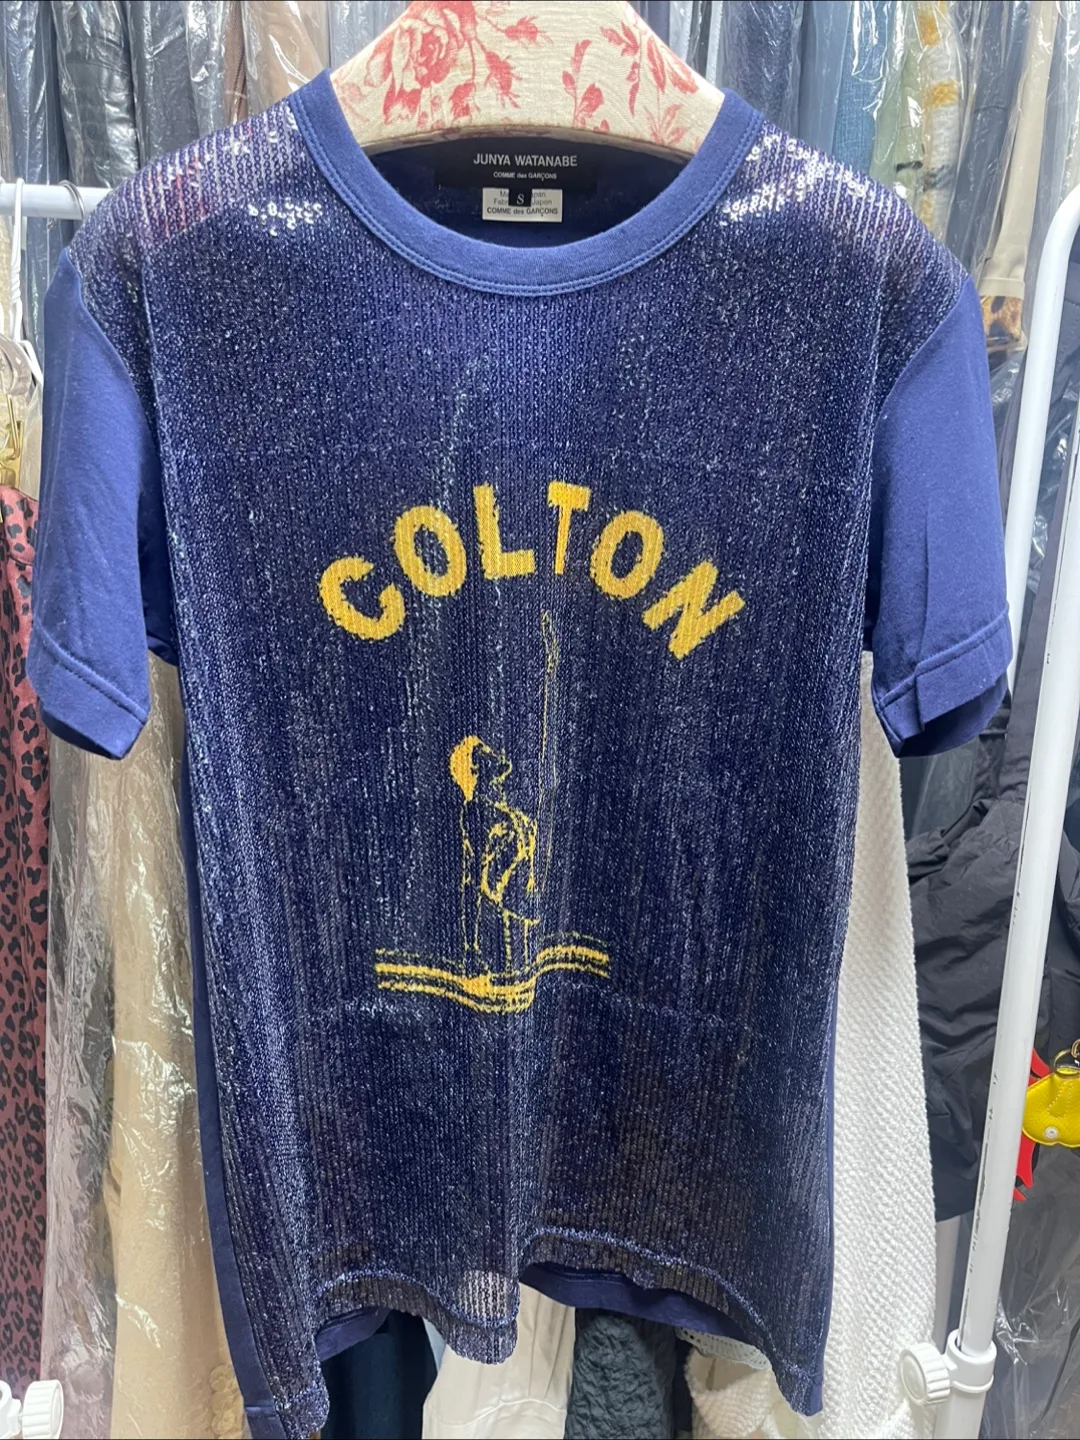 JUNYA WATANABE
COMME des GARÇONS
S
COMME des GARÇONS
COLTON